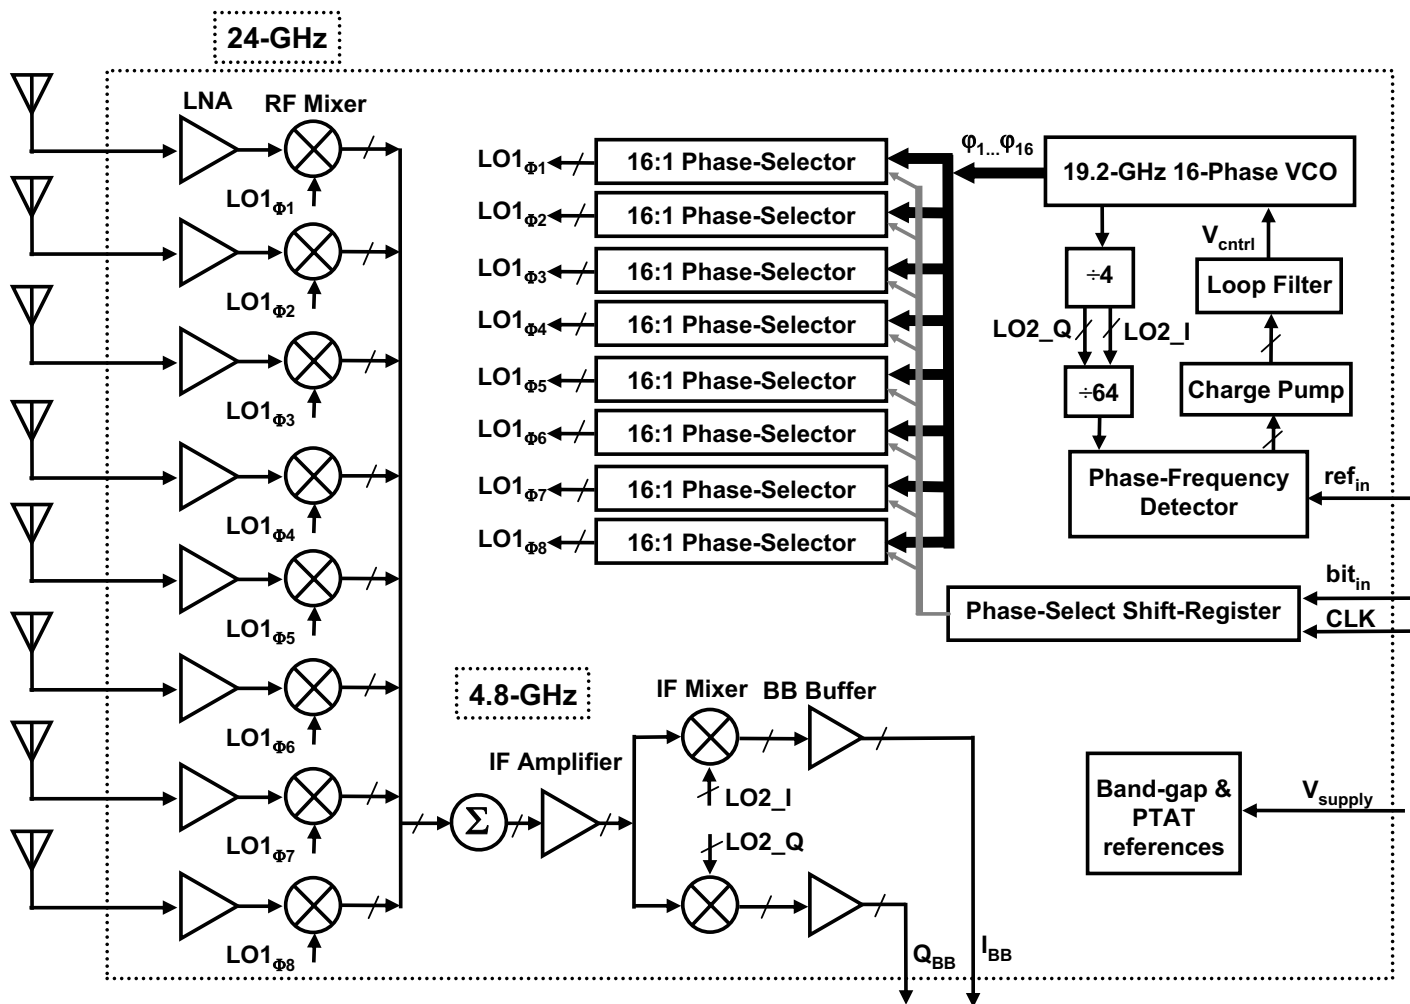 24-GHz
LNA
RF Mixer
LO1Φ1
LO1Φ2
LO1Φ3
LO1Φ4
LO1Φ5
LO1Φ6
LO1Φ7
LO1Φ8
LO1Φ1
16:1 Phase-Selector
LO1Φ2
16:1 Phase-Selector
LO1Φ3
16:1 Phase-Selector
LO1Φ4
16:1 Phase-Selector
LO1Φ5
16:1 Phase-Selector
LO1Φ6
16:1 Phase-Selector
LO1Φ7
16:1 Phase-Selector
LO1Φ8
16:1 Phase-Selector
φ1...φ16
19.2-GHz 16-Phase VCO
Vcntrl
÷4
Loop Filter
LO2_Q
LO2_I
÷64
Charge Pump
Phase-Frequency
Detector
refin
bitin
Phase-Select Shift-Register
CLK
4.8-GHz
IF Mixer
BB Buffer
IF Amplifier
Σ
LO2_I
LO2_Q
QBB
IBB
Band-gap &
PTAT
references
Vsupply